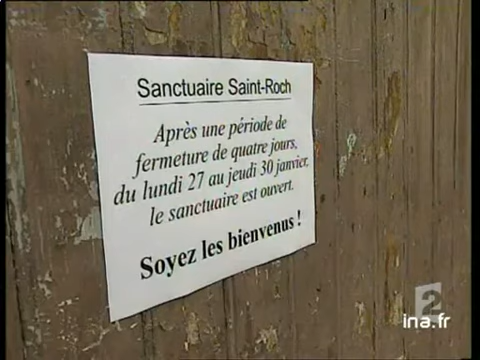 Sanctuaire Saint-Roch
Après une période de
fermeture de quatre jours,
du lundi 27 au jeudi 30 janvier,
le sanctuaire est ouvert.
Soyez les bienvenus !
2
ina.fr